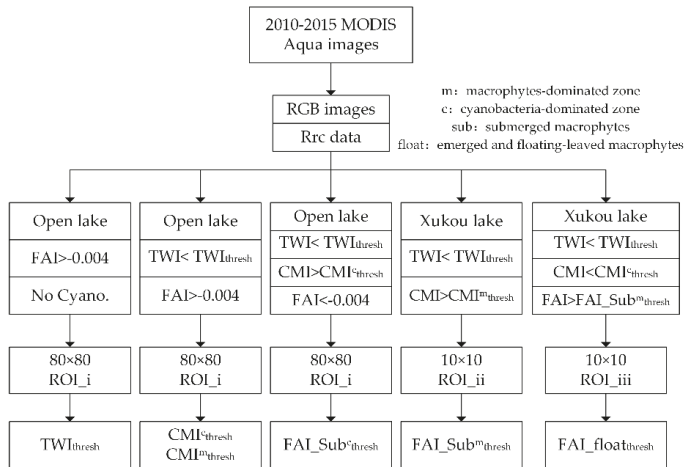 2010-2015 MODIS
Aqua images
RGB images
Rrc data
m: macrophytes-dominated zone
c: cyanobacteria-dominated zone
sub: submerged macrophytes
float: emerged and floating-leaved macrophytes
Open lake
FAI>-0.004
No Cyano.
80×80
ROI_i
TWIthresh
Open lake
TWI< TWIthresh
FAI>-0.004
80×80
ROI_i
CMIᶜthresh
CMIᵐthresh
Open lake
TWI< TWIthresh
CMI>CMIᶜthresh
FAI<-0.004
80×80
ROI_i
FAI_Subᶜthresh
Xukou lake
TWI< TWIthresh
CMI>CMIᵐthresh
10×10
ROI_ii
FAI_Subᵐthresh
Xukou lake
TWI< TWIthresh
CMI<CMIᶜthresh
FAI>FAI_Subᵐthresh
10×10
ROI_iii
FAI_floatthresh